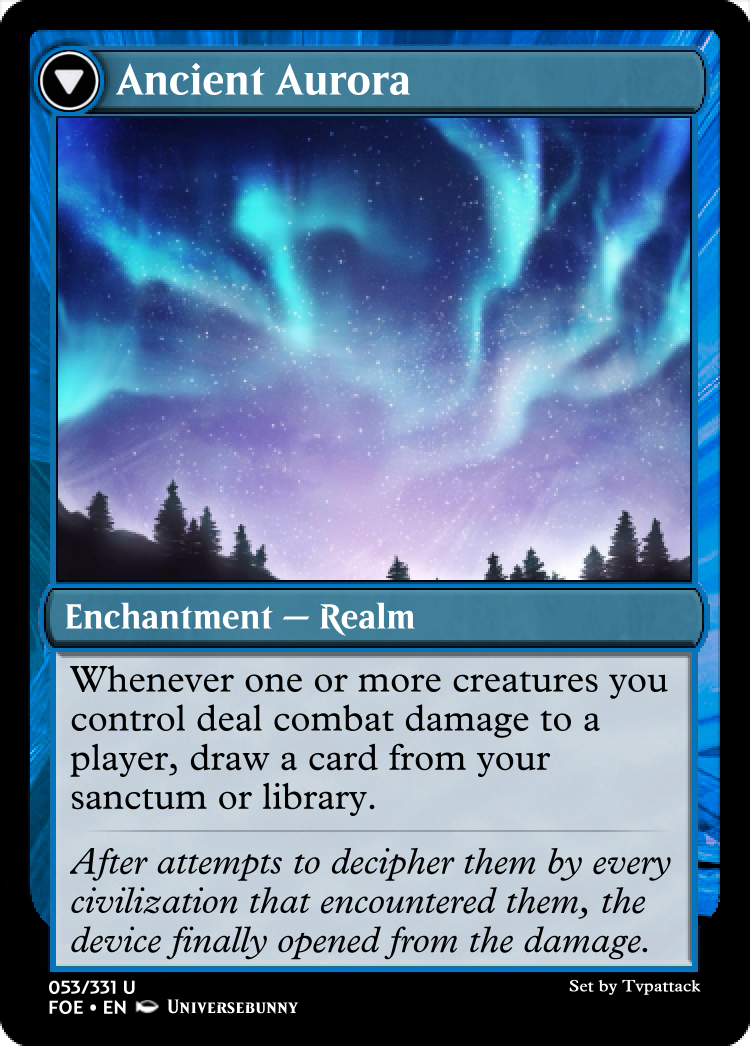 Ancient Aurora
Enchantment — Realm
Whenever one or more creatures you
control deal combat damage to a
player, draw a card from your
sanctum or library.
After attempts to decipher them by every
civilization that encountered them, the
device finally opened from the damage.
053/331 U
Set by Tvpattack
FOE • EN Universebunny